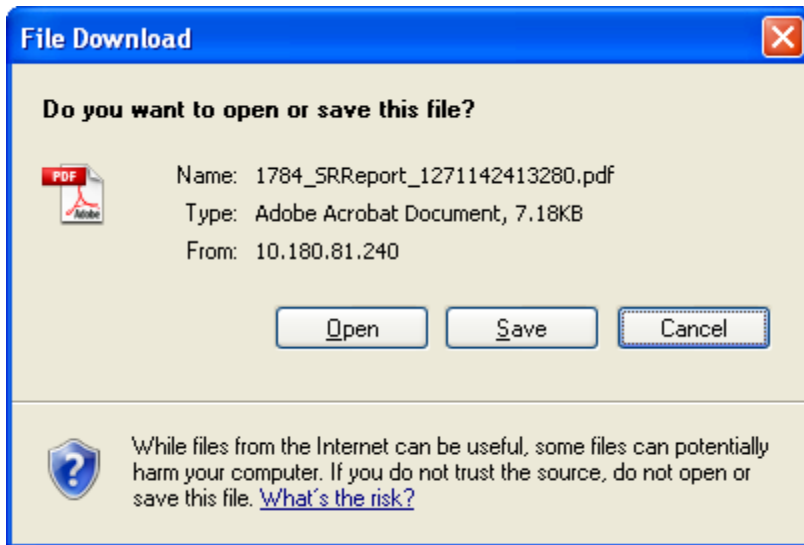 File Download
Do you want to open or save this file?
PDF
Adobe
Name: 1784_SRReport_1271142413280.pdf
Type: Adobe Acrobat Document, 7.18KB
From: 10.180.81.240
Open Save Cancel
While files from the Internet can be useful, some files can potentially
harm your computer. If you do not trust the source, do not open or
save this file. What's the risk?